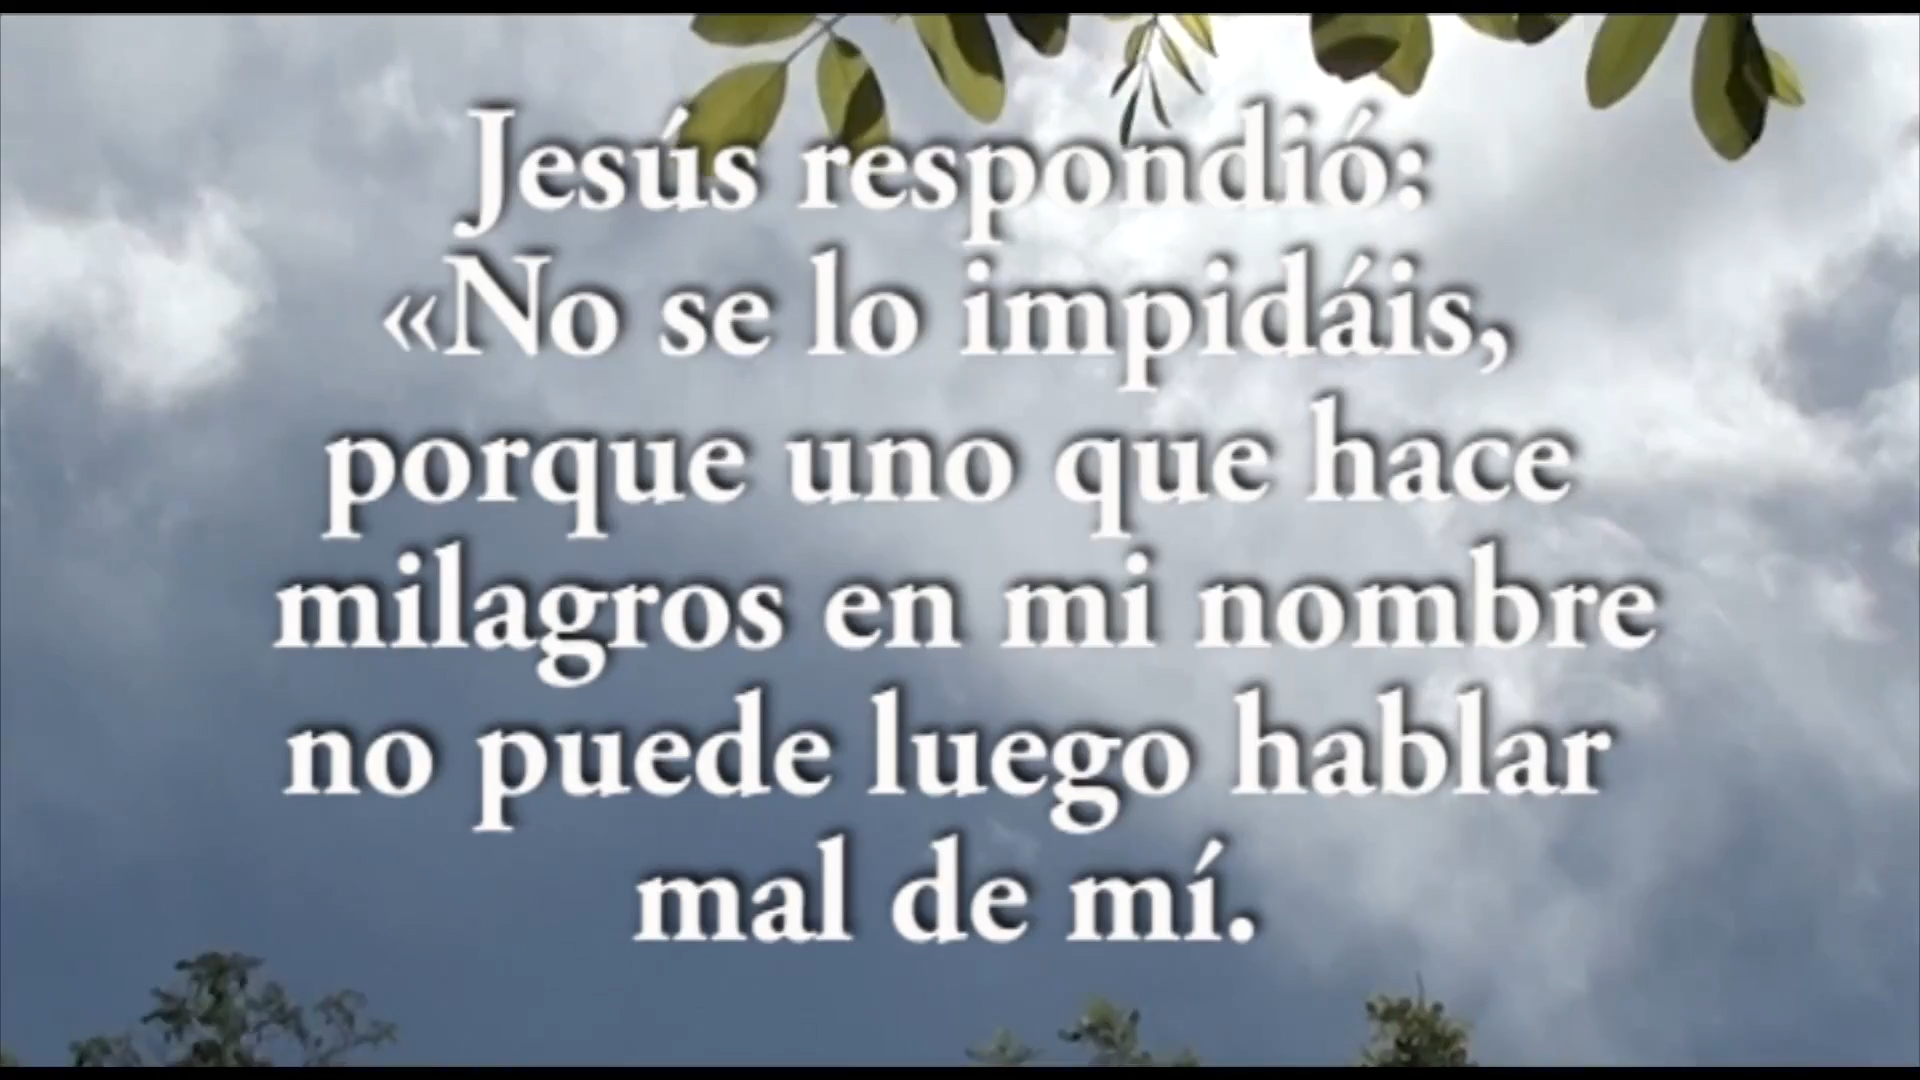 Jesús respondió:
«No se lo impidáis,
porque uno que hace
milagros en mi nombre
no puede luego hablar
mal de mí.